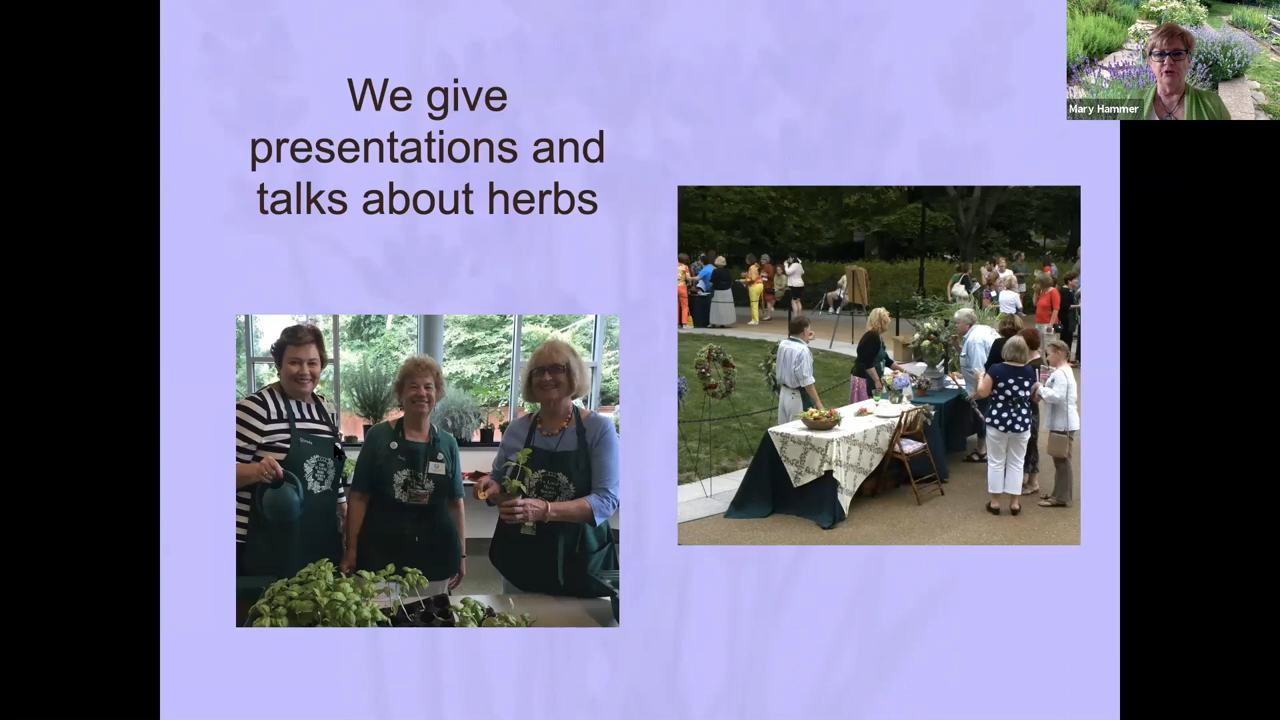 We give
presentations and
talks about herbs
Mary Hammer